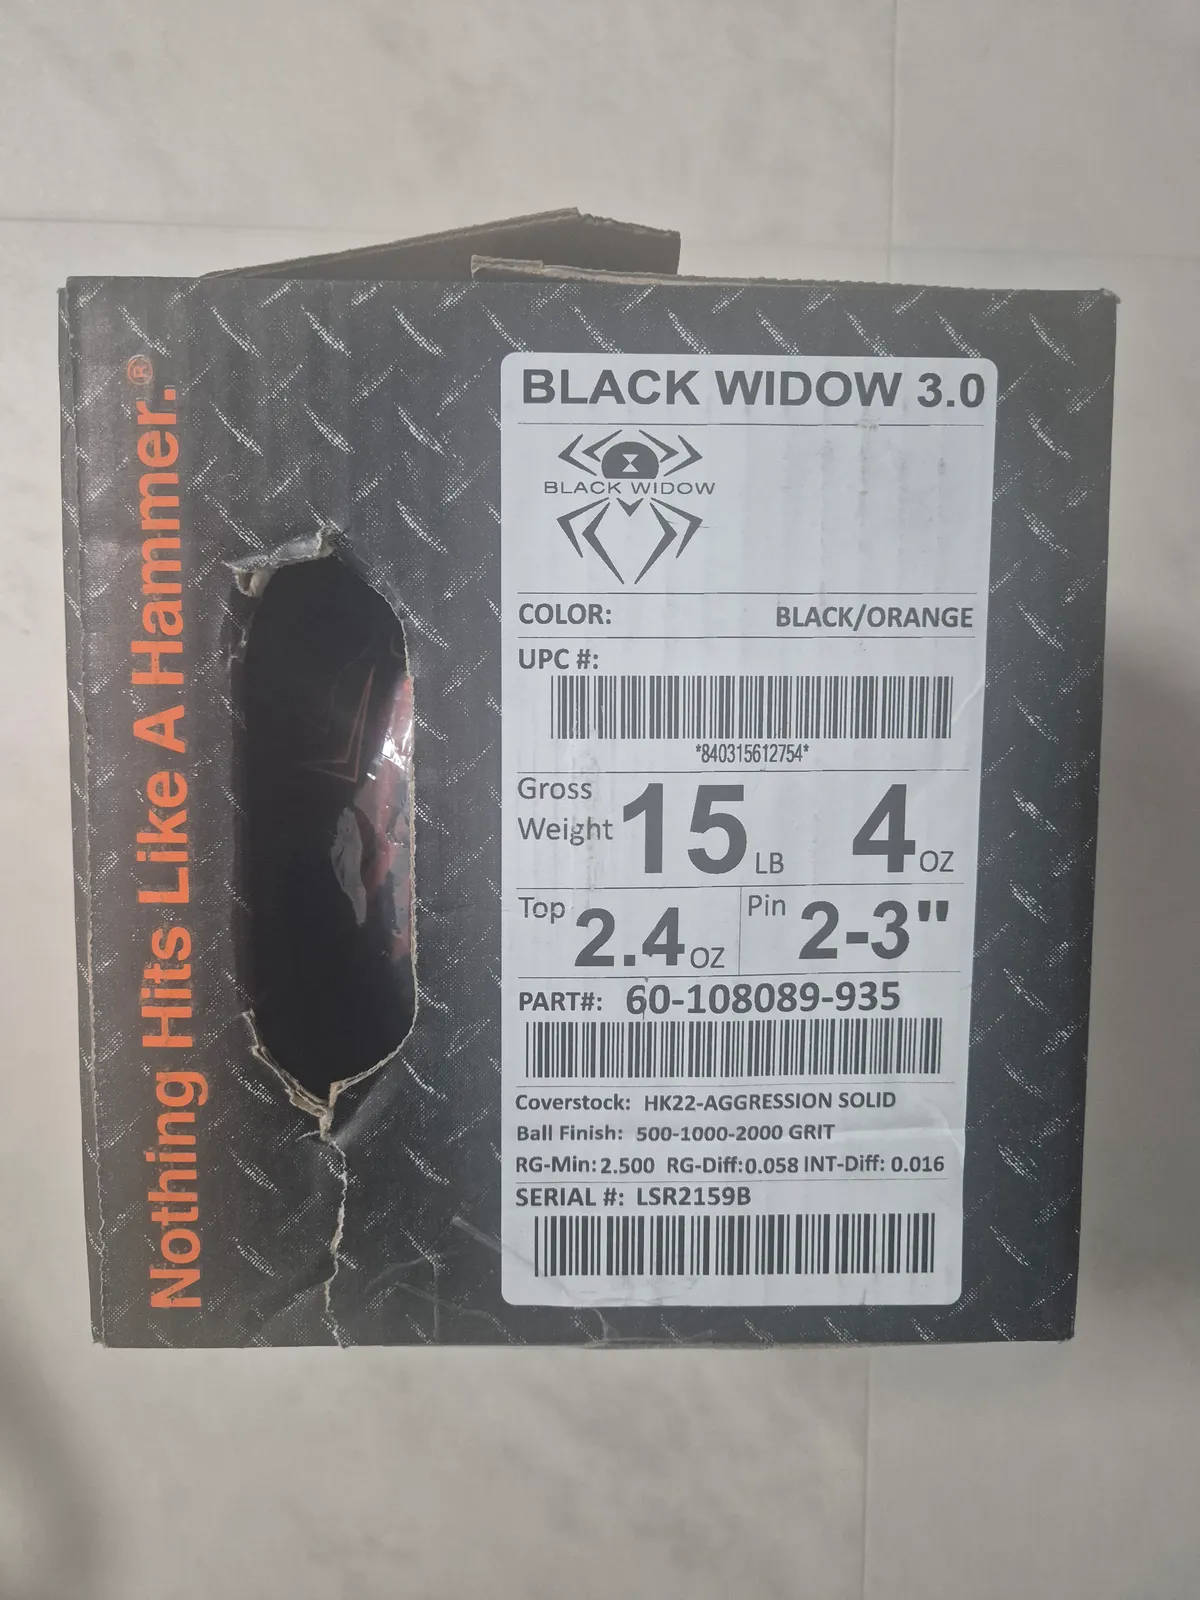 Nothing Hits Like A Hammer.®
BLACK WIDOW 3.0
BLACK WIDOW
COLOR: BLACK/ORANGE
UPC #:
*840315612754*
Gross Weight 15 LB 4 OZ
Top 2.4 OZ Pin 2-3"
PART#: 60-108089-935
Coverstock: HK22-AGGRESSION SOLID
Ball Finish: 500-1000-2000 GRIT
RG-Min: 2.500 RG-Diff: 0.058 INT-Diff: 0.016
SERIAL #: LSR2159B